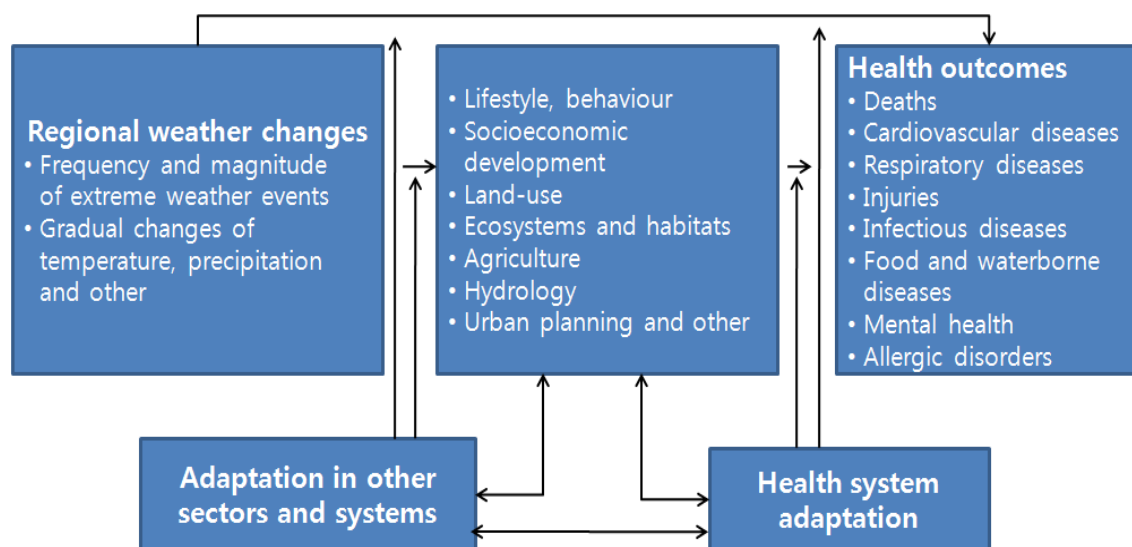 Regional weather changes
• Frequency and magnitude
of extreme weather events
• Gradual changes of
temperature, precipitation
and other
• Lifestyle, behaviour
• Socioeconomic
development
• Land-use
• Ecosystems and habitats
• Agriculture
• Hydrology
• Urban planning and other
Health outcomes
• Deaths
• Cardiovascular diseases
• Respiratory diseases
• Injuries
• Infectious diseases
• Food and waterborne
diseases
• Mental health
• Allergic disorders
Adaptation in other
sectors and systems
Health system
adaptation